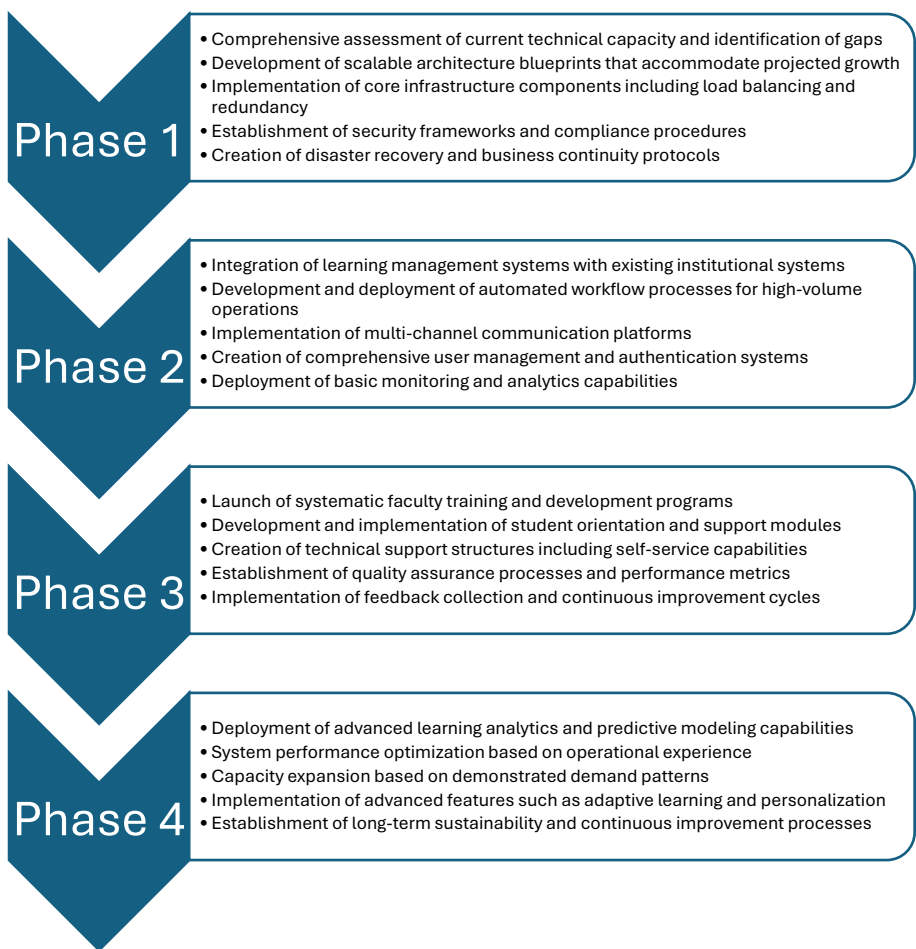 Phase 1
• Comprehensive assessment of current technical capacity and identification of gaps
• Development of scalable architecture blueprints that accommodate projected growth
• Implementation of core infrastructure components including load balancing and
redundancy
• Establishment of security frameworks and compliance procedures
• Creation of disaster recovery and business continuity protocols
Phase 2
• Integration of learning management systems with existing institutional systems
• Development and deployment of automated workflow processes for high-volume
operations
• Implementation of multi-channel communication platforms
• Creation of comprehensive user management and authentication systems
• Deployment of basic monitoring and analytics capabilities
Phase 3
• Launch of systematic faculty training and development programs
• Development and implementation of student orientation and support modules
• Creation of technical support structures including self-service capabilities
• Establishment of quality assurance processes and performance metrics
• Implementation of feedback collection and continuous improvement cycles
Phase 4
• Deployment of advanced learning analytics and predictive modeling capabilities
• System performance optimization based on operational experience
• Capacity expansion based on demonstrated demand patterns
• Implementation of advanced features such as adaptive learning and personalization
• Establishment of long-term sustainability and continuous improvement processes